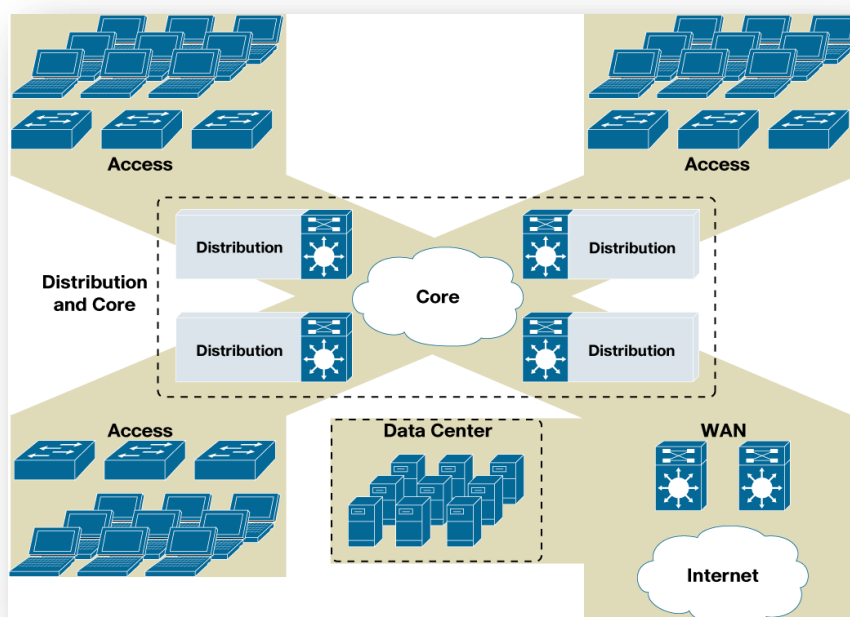 Access
Access
Distribution
Distribution
Distribution
and Core
Core
Distribution
Distribution
Access
Data Center
WAN
Internet